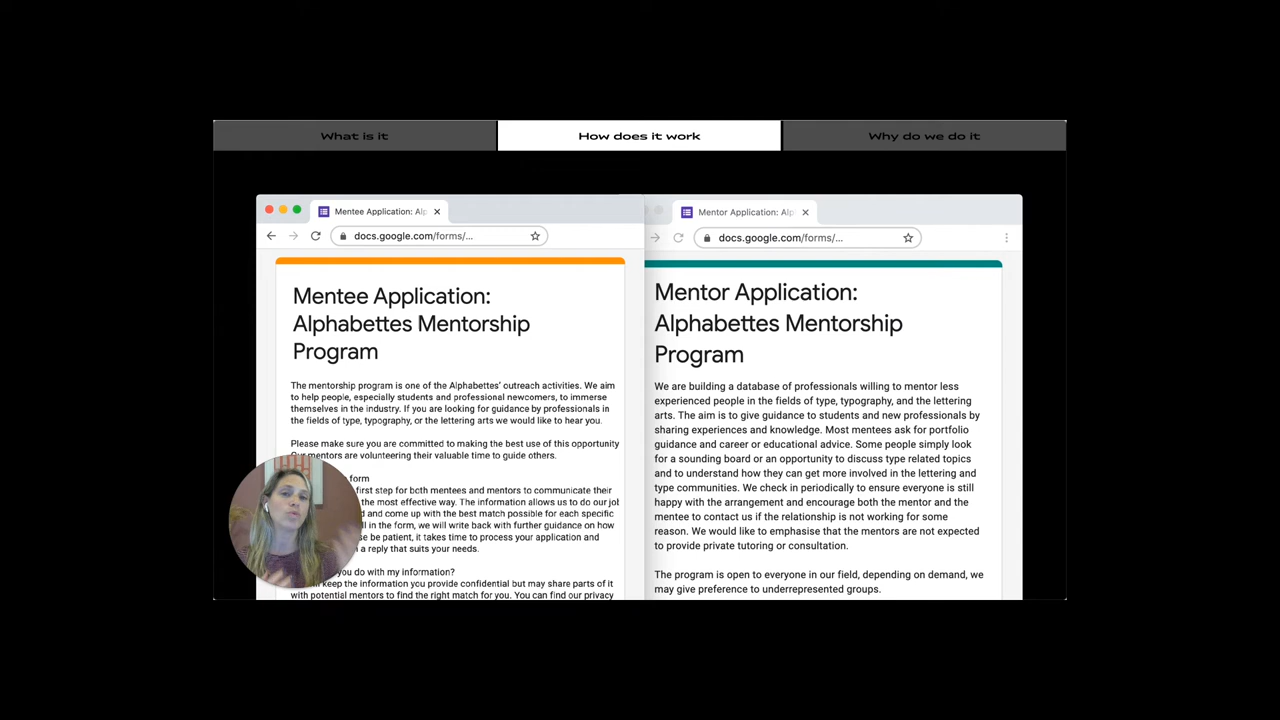 What is it
How does it work
Why do we do it
Mentee Application: Alp
docs.google.com/forms/...
Mentee Application:
Alphabettes Mentorship
Program
The mentorship program is one of the Alphabettes' outreach activities. We aim
to help people, especially students and professional newcomers, to immerse
themselves in the industry. If you are looking for guidance by professionals in
the fields of type, typography, or the lettering arts we would like to hear you.
Please make sure you are committed to making the best use of this opportunity
Our mentors are volunteering their valuable time to guide others.
form
first step for both mentees and mentors to communicate their
the most effective way. The information allows us to do our job
and come up with the best match possible for each specific
in the form, we will write back with further guidance on how
be patient, it takes time to process your application and
a reply that suits your needs.
you do with my information?
keep the information you provide confidential but may share parts of it
with potential mentors to find the right match for you. You can find our privacy
Mentor Application: Alp
docs.google.com/forms/...
Mentor Application:
Alphabettes Mentorship
Program
We are building a database of professionals willing to mentor less
experienced people in the fields of type, typography, and the lettering
arts. The aim is to give guidance to students and new professionals by
sharing experiences and knowledge. Most mentees ask for portfolio
guidance and career or educational advice. Some people simply look
for a sounding board or an opportunity to discuss type related topics
and to understand how they can get more involved in the lettering and
type communities. We check in periodically to ensure everyone is still
happy with the arrangement and encourage both the mentor and the
mentee to contact us if the relationship is not working for some
reason. We would like to emphasise that the mentors are not expected
to provide private tutoring or consultation.
The program is open to everyone in our field, depending on demand, we
may give preference to underrepresented groups.